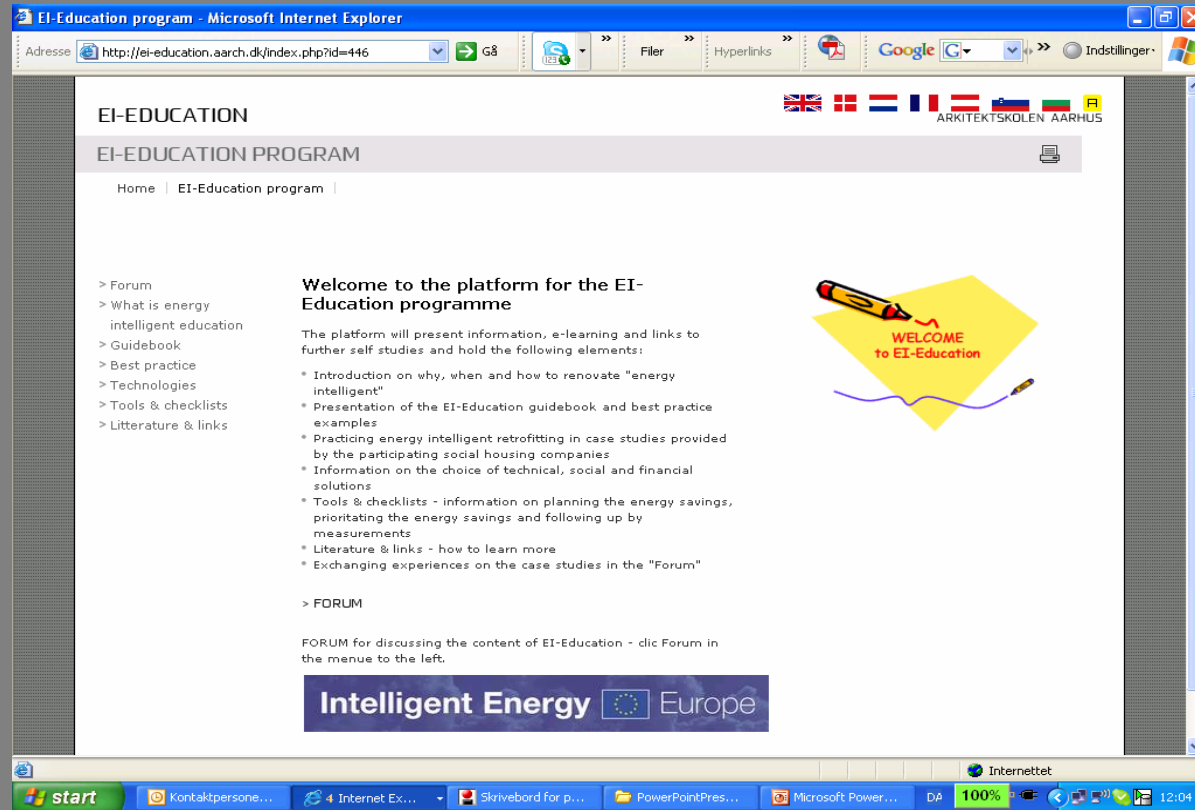 EI-Education program - Microsoft Internet Explorer
Adresse http://ei-education.aarch.dk/index.php?id=446 Gå 123 » Filer » Hyperlinks » Google G » Indstillinger
EI-EDUCATION
ARKITEKTSKOLEN AARHUS
EI-EDUCATION PROGRAM
Home | EI-Education program |
> Forum
> What is energy
intelligent education
> Guidebook
> Best practice
> Technologies
> Tools & checklists
> Litterature & links
Welcome to the platform for the EI-
Education programme
The platform will present information, e-learning and links to
further self studies and hold the following elements:
* Introduction on why, when and how to renovate "energy
intelligent"
* Presentation of the EI-Education guidebook and best practice
examples
* Practicing energy intelligent retrofitting in case studies provided
by the participating social housing companies
* Information on the choice of technical, social and financial
solutions
* Tools & checklists - information on planning the energy savings,
prioritating the energy savings and following up by
measurements
* Literature & links - how to learn more
* Exchanging experiences on the case studies in the "Forum"
> FORUM
FORUM for discussing the content of EI-Education - clic Forum in
the menue to the left.
Intelligent Energy Europe
WELCOME
to EI-Education
Internettet
start Kontaktpersone... 4 Internet Ex... Skrivebord for p... PowerPointPres... Microsoft Power... DA 100% 12:04